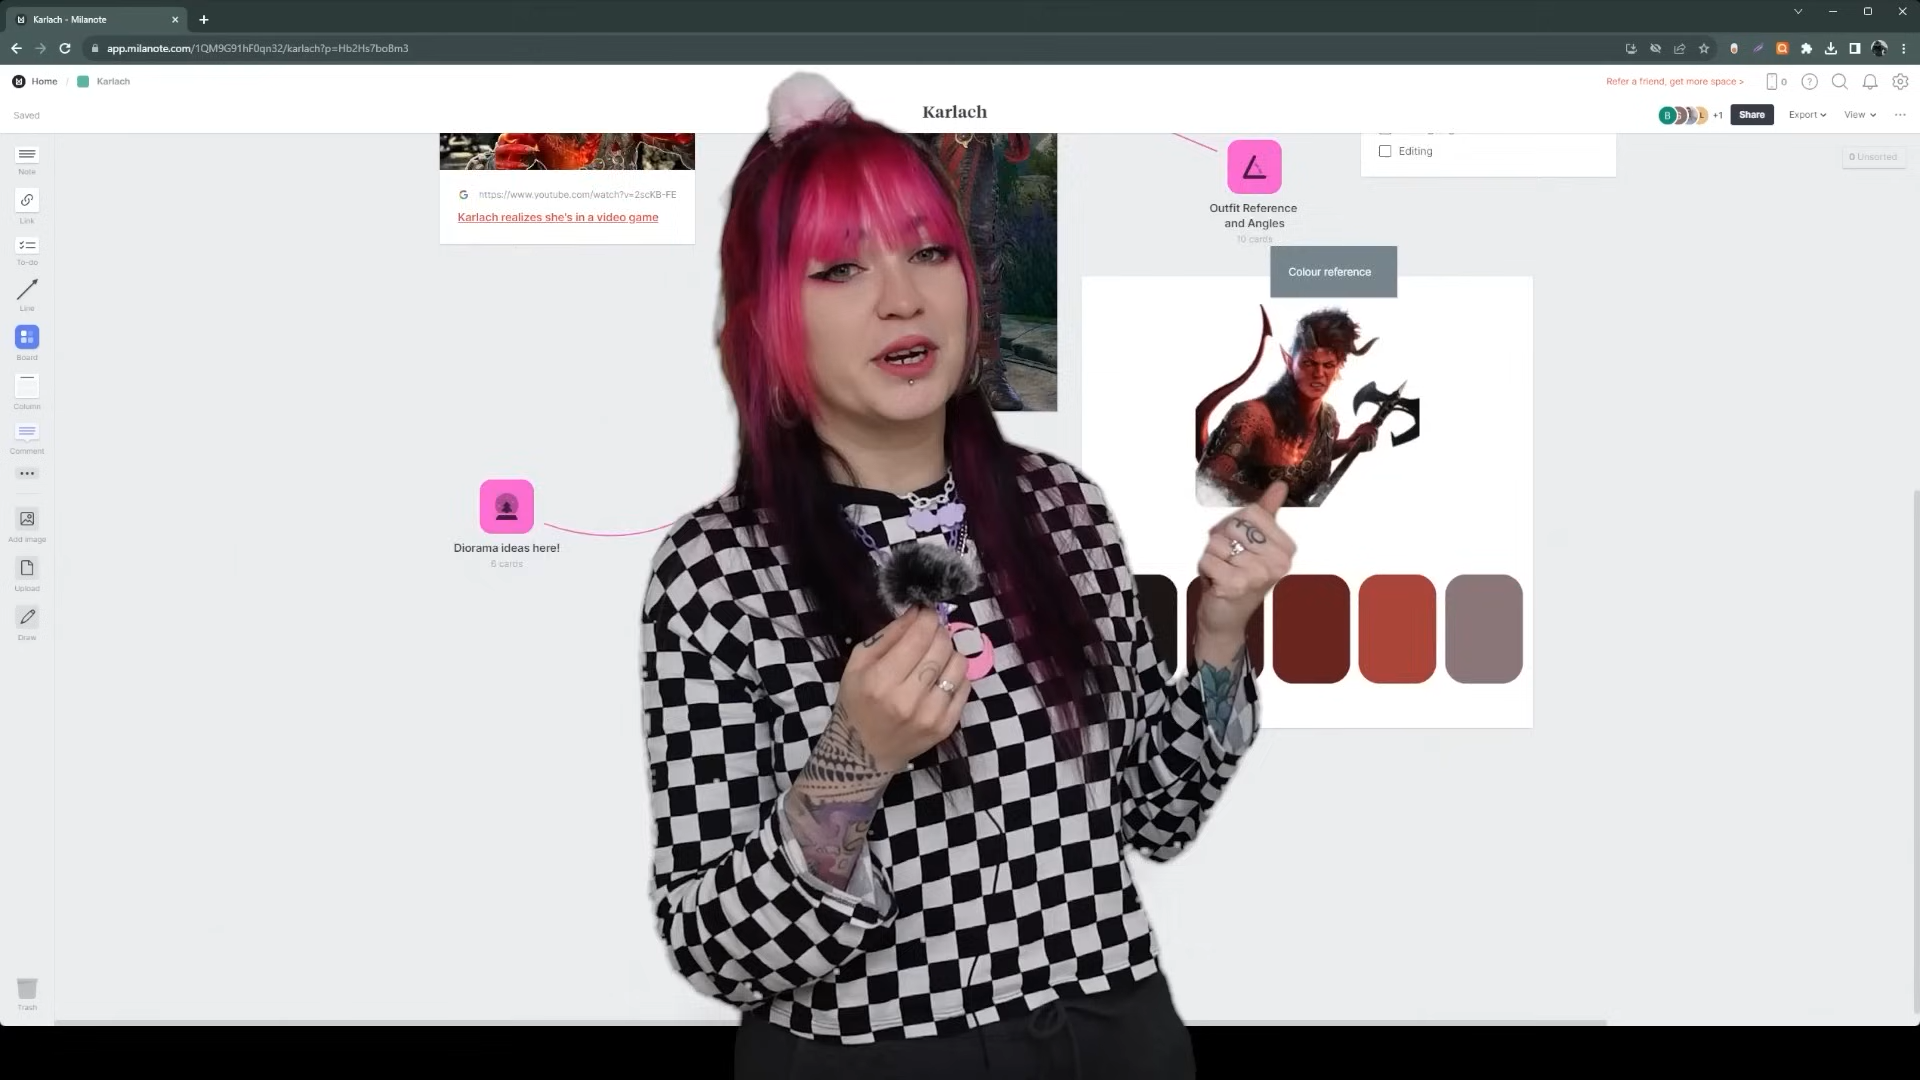 Karlach - Milanote
app.milanote.com/1QM9G91hF0qn32/karlach?p=Hb2Hs7boBm3
Home / Karlach
Refer a friend, get more space >
0
Saved
Karlach
B
L
+1
Share
Export
View
0 Unsorted
Note
Link
To-do
Line
Board
Column
Comment
Add image
Upload
Draw
Trash
https://www.youtube.com/watch?v=2scKB-FE
Karlach realizes she's in a video game
Editing
Outfit Reference
and Angles
10 cards
Colour reference
Diorama ideas here!
6 cards